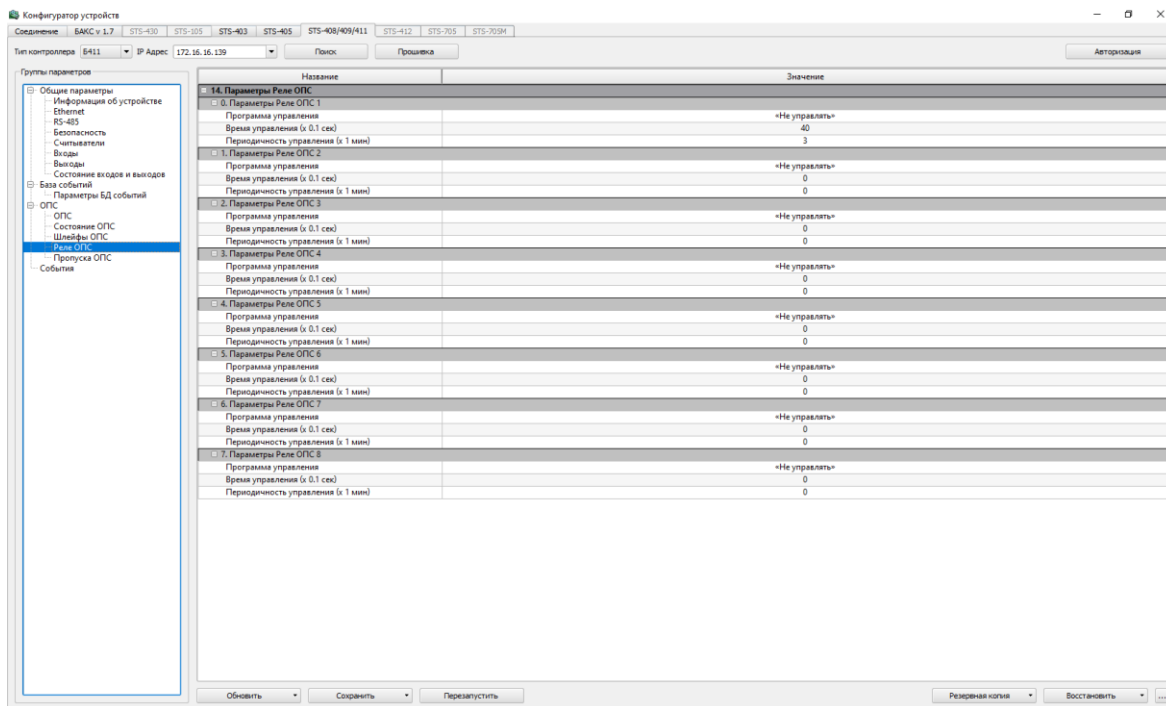 Конфигуратор устройств
Соединение БАКС v 1.7 STS-430 STS-105 STS-403 STS-405 STS-408/409/411 STS-412 STS-705 STS-705M
Тип контроллера Б411 IP Адрес 172.16.16.139 Поиск Прошивка Авторизация
Группы параметров
Общие параметры
Информация об устройстве
Ethernet
RS-485
Безопасность
Считыватели
Входы
Выходы
Состояние входов и выходов
База событий
Параметры БД событий
ОПС
ОПС
Состояние ОПС
Шлейфы ОПС
Реле ОПС
Пропуска ОПС
События
Название Значение
14. Параметры Реле ОПС
0. Параметры Реле ОПС 1
Программа управления «Не управлять»
Время управления (x 0.1 сек) 40
Периодичность управления (x 1 мин) 3
1. Параметры Реле ОПС 2
Программа управления «Не управлять»
Время управления (x 0.1 сек) 0
Периодичность управления (x 1 мин) 0
2. Параметры Реле ОПС 3
Программа управления «Не управлять»
Время управления (x 0.1 сек) 0
Периодичность управления (x 1 мин) 0
3. Параметры Реле ОПС 4
Программа управления «Не управлять»
Время управления (x 0.1 сек) 0
Периодичность управления (x 1 мин) 0
4. Параметры Реле ОПС 5
Программа управления «Не управлять»
Время управления (x 0.1 сек) 0
Периодичность управления (x 1 мин) 0
5. Параметры Реле ОПС 6
Программа управления «Не управлять»
Время управления (x 0.1 сек) 0
Периодичность управления (x 1 мин) 0
6. Параметры Реле ОПС 7
Программа управления «Не управлять»
Время управления (x 0.1 сек) 0
Периодичность управления (x 1 мин) 0
7. Параметры Реле ОПС 8
Программа управления «Не управлять»
Время управления (x 0.1 сек) 0
Периодичность управления (x 1 мин) 0
Обновить Сохранить Перезапустить Резервная копия Восстановить ...